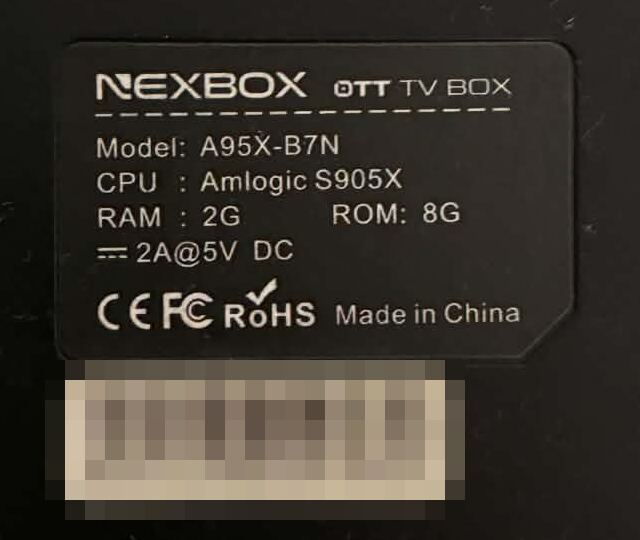 NEXBOX OTT TV BOX
Model: A95X-B7N
CPU : Amlogic S905X
RAM : 2G ROM: 8G
2A@5V DC
CE FC RoHS Made in China